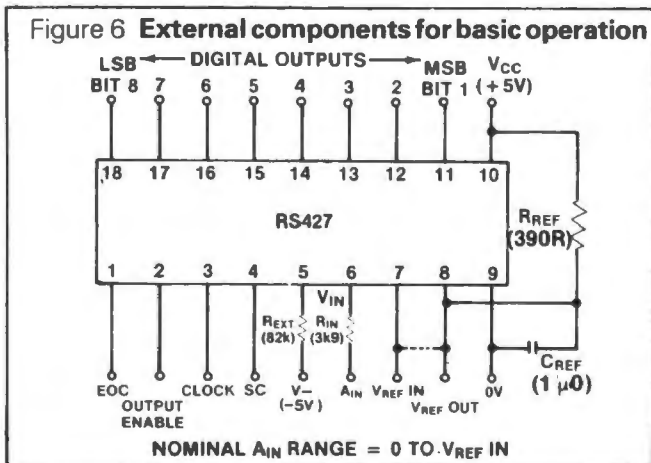 Figure 6 External components for basic operation
LSB DIGITAL OUTPUTS MSB VCC
BIT 8 7 6 5 4 3 2 BIT 1 (+5V)
18 17 16 15 14 13 12 11 10
RS427
RREF
(390R)
1 2 3 4 5 6 7 8 9
VIN
REXT RIN
(82k) (3k9)
CREF
(1 µ0)
EOC OUTPUT ENABLE CLOCK SC V− (−5V) AIN VREF IN VREF OUT 0V
NOMINAL AIN RANGE = 0 TO VREF IN